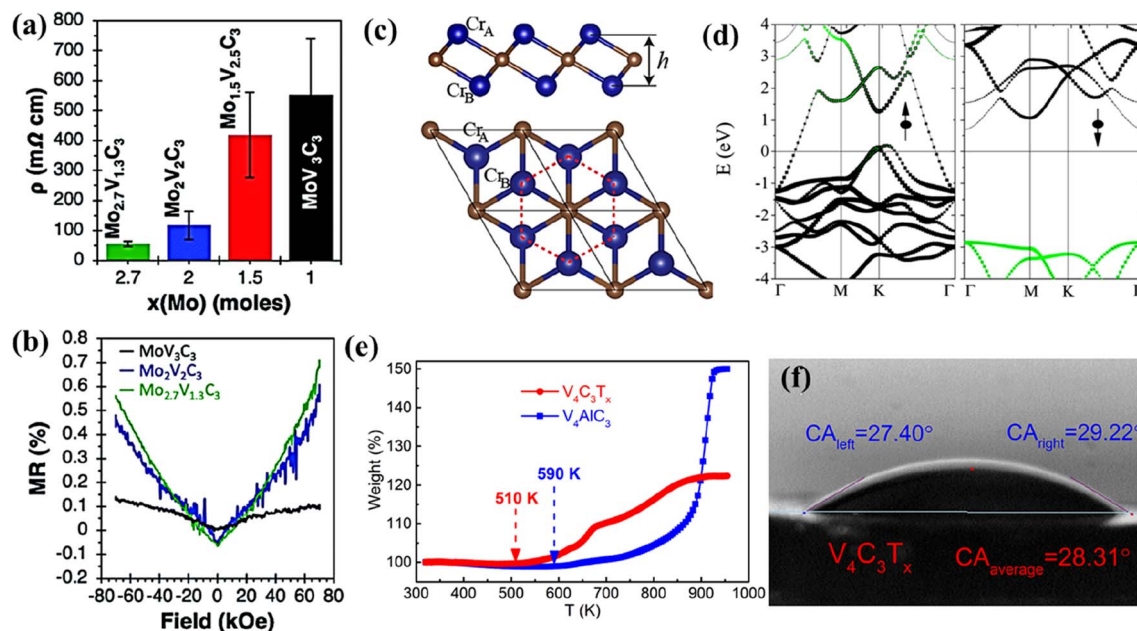 (a)
800
700
600
500
400
300
200
100
0
ρ (mΩ cm)
Mo2.7V1.3C3
Mo2V2C3
Mo1.5V2.5C3
MoV3C3
2.7 2 1.5 1
x(Mo) (moles)
(b)
0.8
0.7
0.6
0.5
0.4
0.3
0.2
0.1
0
-0.1
-0.2
MR (%)
MoV3C3
Mo2V2C3
Mo2.7V1.3C3
-80 -60 -40 -20 0 20 40 60 80
Field (kOe)
(c)
CrA
CrB
h
CrA
CrB
(d)
4
3
2
1
0
-1
-2
-3
-4
E (eV)
Γ M K Γ
Γ M K Γ
(e)
150
140
130
120
110
100
Weight (%)
V4C3Tx
V4AlC3
510 K
590 K
300 400 500 600 700 800 900 1000
T (K)
(f)
CAleft=27.40°
CAright=29.22°
V4C3Tx
CAaverage=28.31°